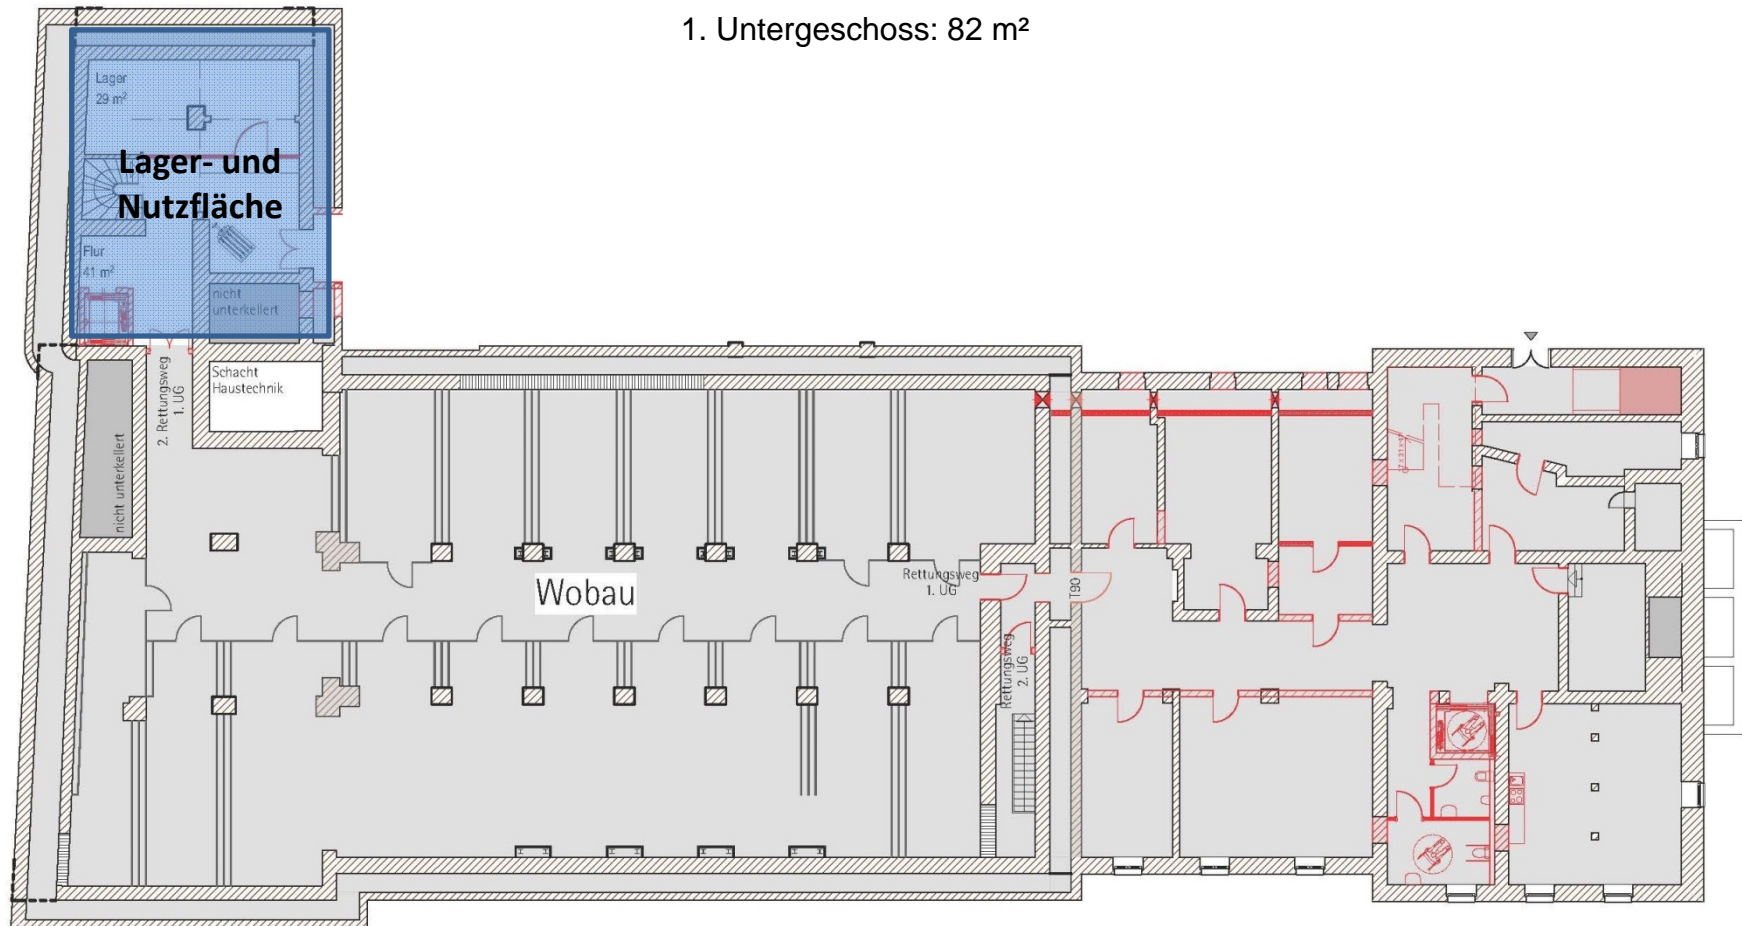 1. Untergeschoss: 82 m²
Lager
29 m²
Lager- und
Nutzfläche
Flur
41 m²
nicht
unterkellert
Schacht
Haustechnik
2. Rettungsweg
1. UG
nicht unterkellert
Wobau
Rettungsweg
1. UG
T90
Rettungsweg
2. UG